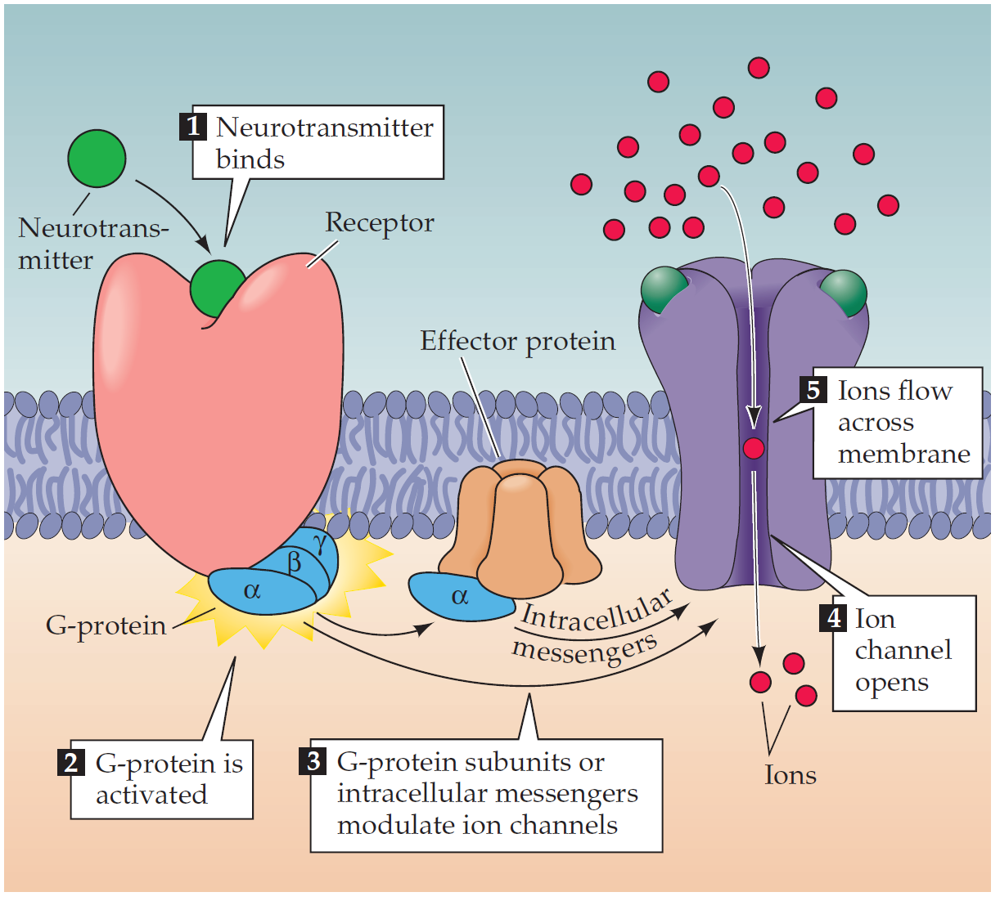 1 Neurotransmitter
binds
Neurotrans-
mitter
Receptor
Effector protein
5 Ions flow
across
membrane
γ
β
α
α
G-protein
Intracellular
messengers
4 Ion
channel
opens
2 G-protein is
activated
3 G-protein subunits or
intracellular messengers
modulate ion channels
Ions